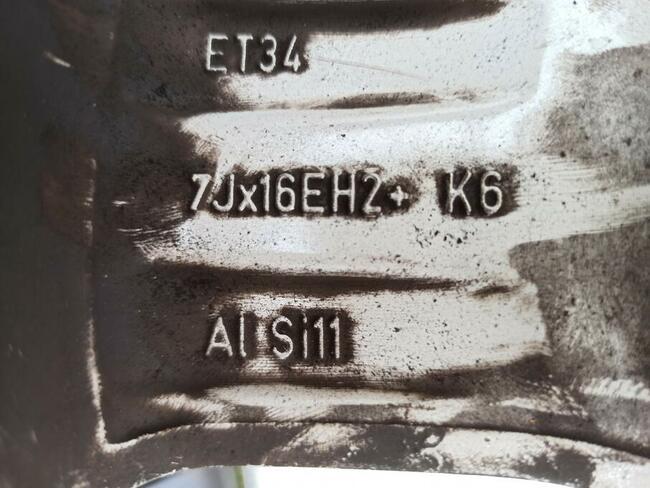 ET34
7Jx16EH2+ K6
Al Si11